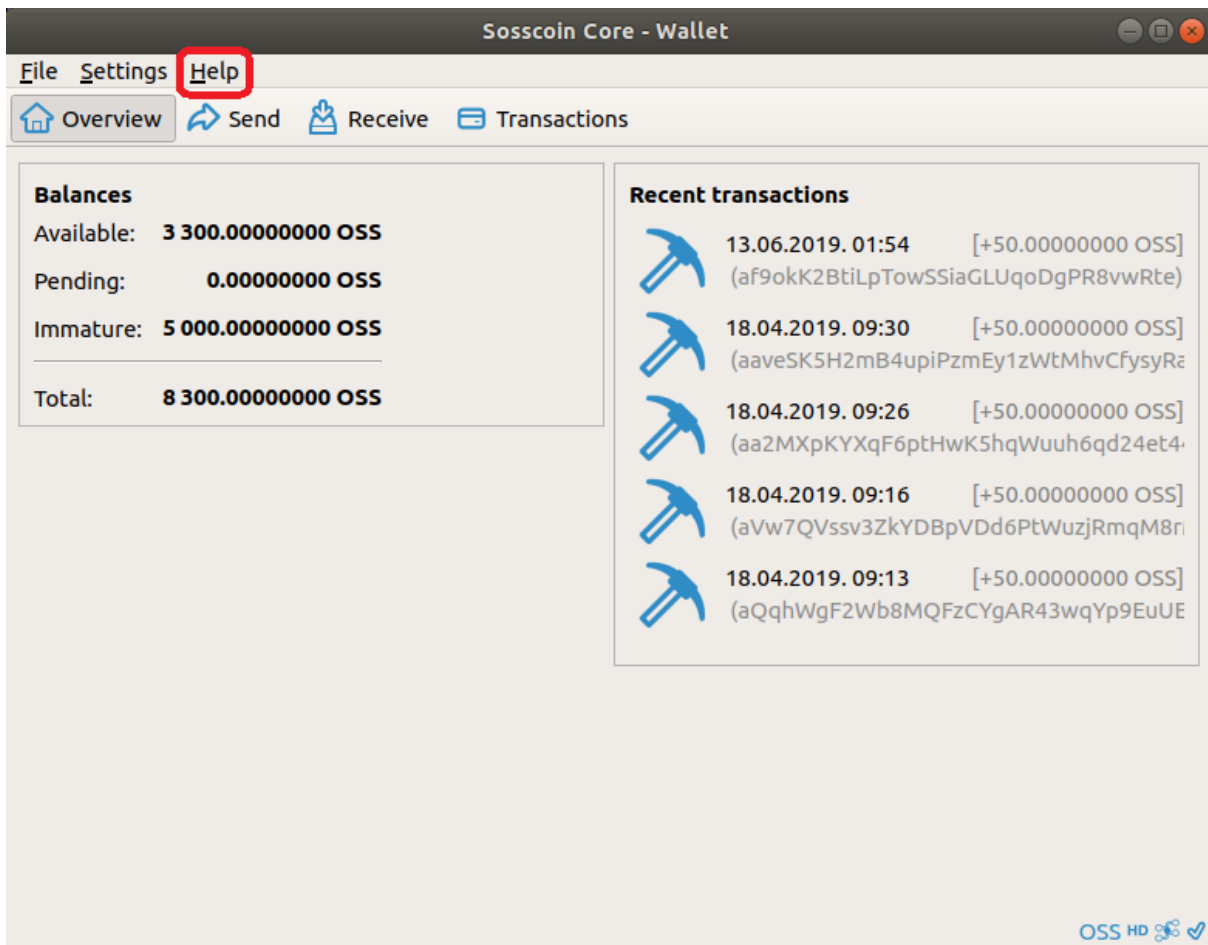 Sosscoin Core - Wallet
File Settings Help
Overview Send Receive Transactions
Balances
Available: 3 300.00000000 OSS
Pending: 0.00000000 OSS
Immature: 5 000.00000000 OSS
Total: 8 300.00000000 OSS
Recent transactions
13.06.2019. 01:54 [+50.00000000 OSS]
(af9okK2BtiLpTowSSiaGLUqoDgPR8vwRte)
18.04.2019. 09:30 [+50.00000000 OSS]
(aaveSK5H2mB4upiPzmEy1zWtMhvCfysyRa
18.04.2019. 09:26 [+50.00000000 OSS]
(aa2MXpKYXqF6ptHwK5hqWuuh6qd24et4
18.04.2019. 09:16 [+50.00000000 OSS]
(aVw7QVssv3ZkYDBpVDd6PtWuzjRmqM8r
18.04.2019. 09:13 [+50.00000000 OSS]
(aQqhWgF2Wb8MQFzCYgAR43wqYp9EuUE
OSS HD